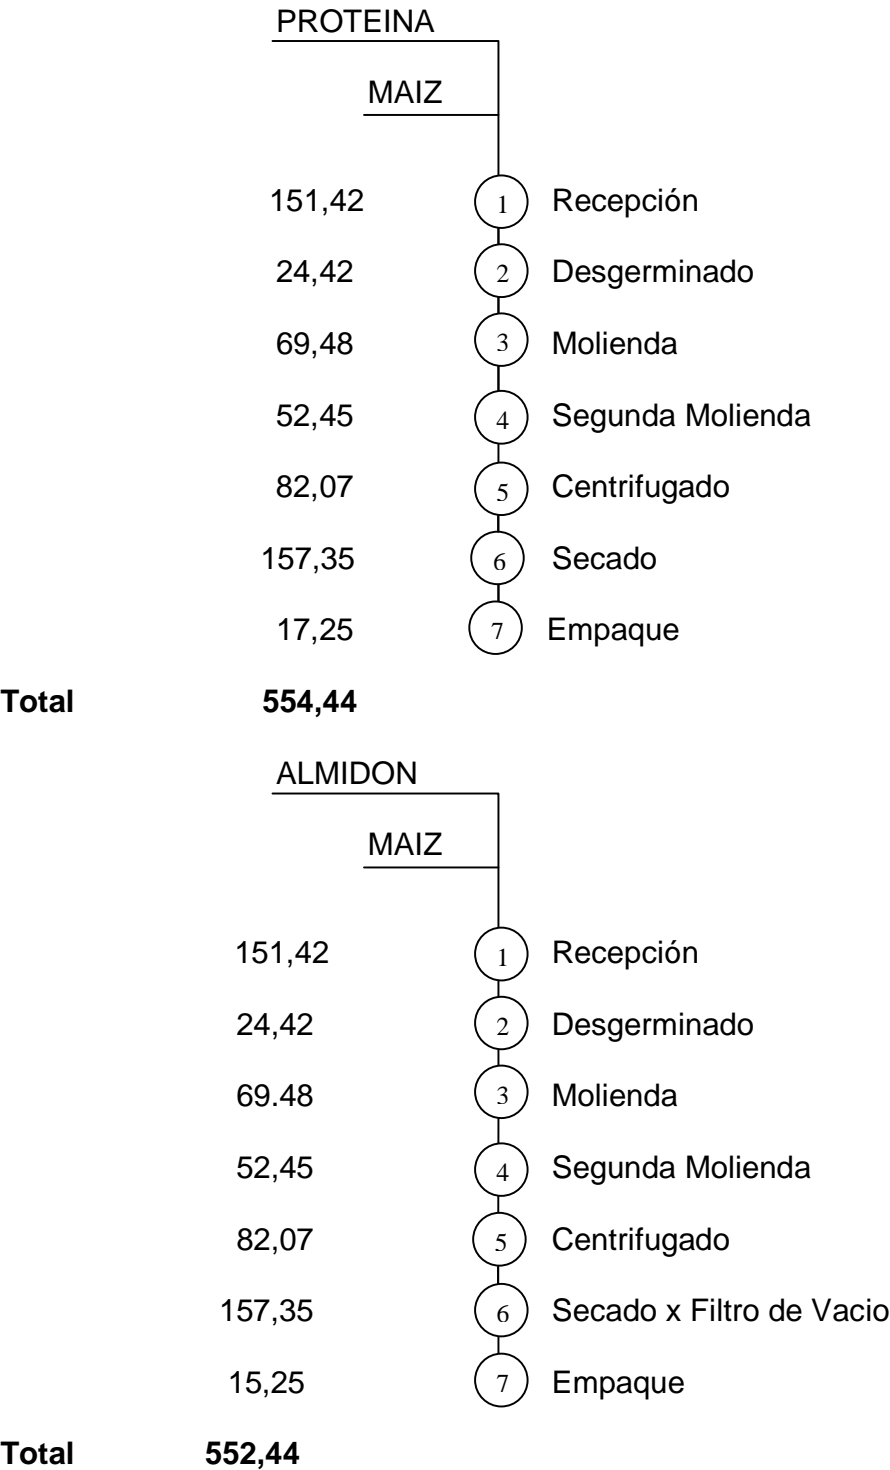 PROTEINA
MAIZ
151,42 1 Recepción
24,42 2 Desgerminado
69,48 3 Molienda
52,45 4 Segunda Molienda
82,07 5 Centrifugado
157,35 6 Secado
17,25 7 Empaque
Total 554,44
ALMIDON
MAIZ
151,42 1 Recepción
24,42 2 Desgerminado
69.48 3 Molienda
52,45 4 Segunda Molienda
82,07 5 Centrifugado
157,35 6 Secado x Filtro de Vacio
15,25 7 Empaque
Total 552,44